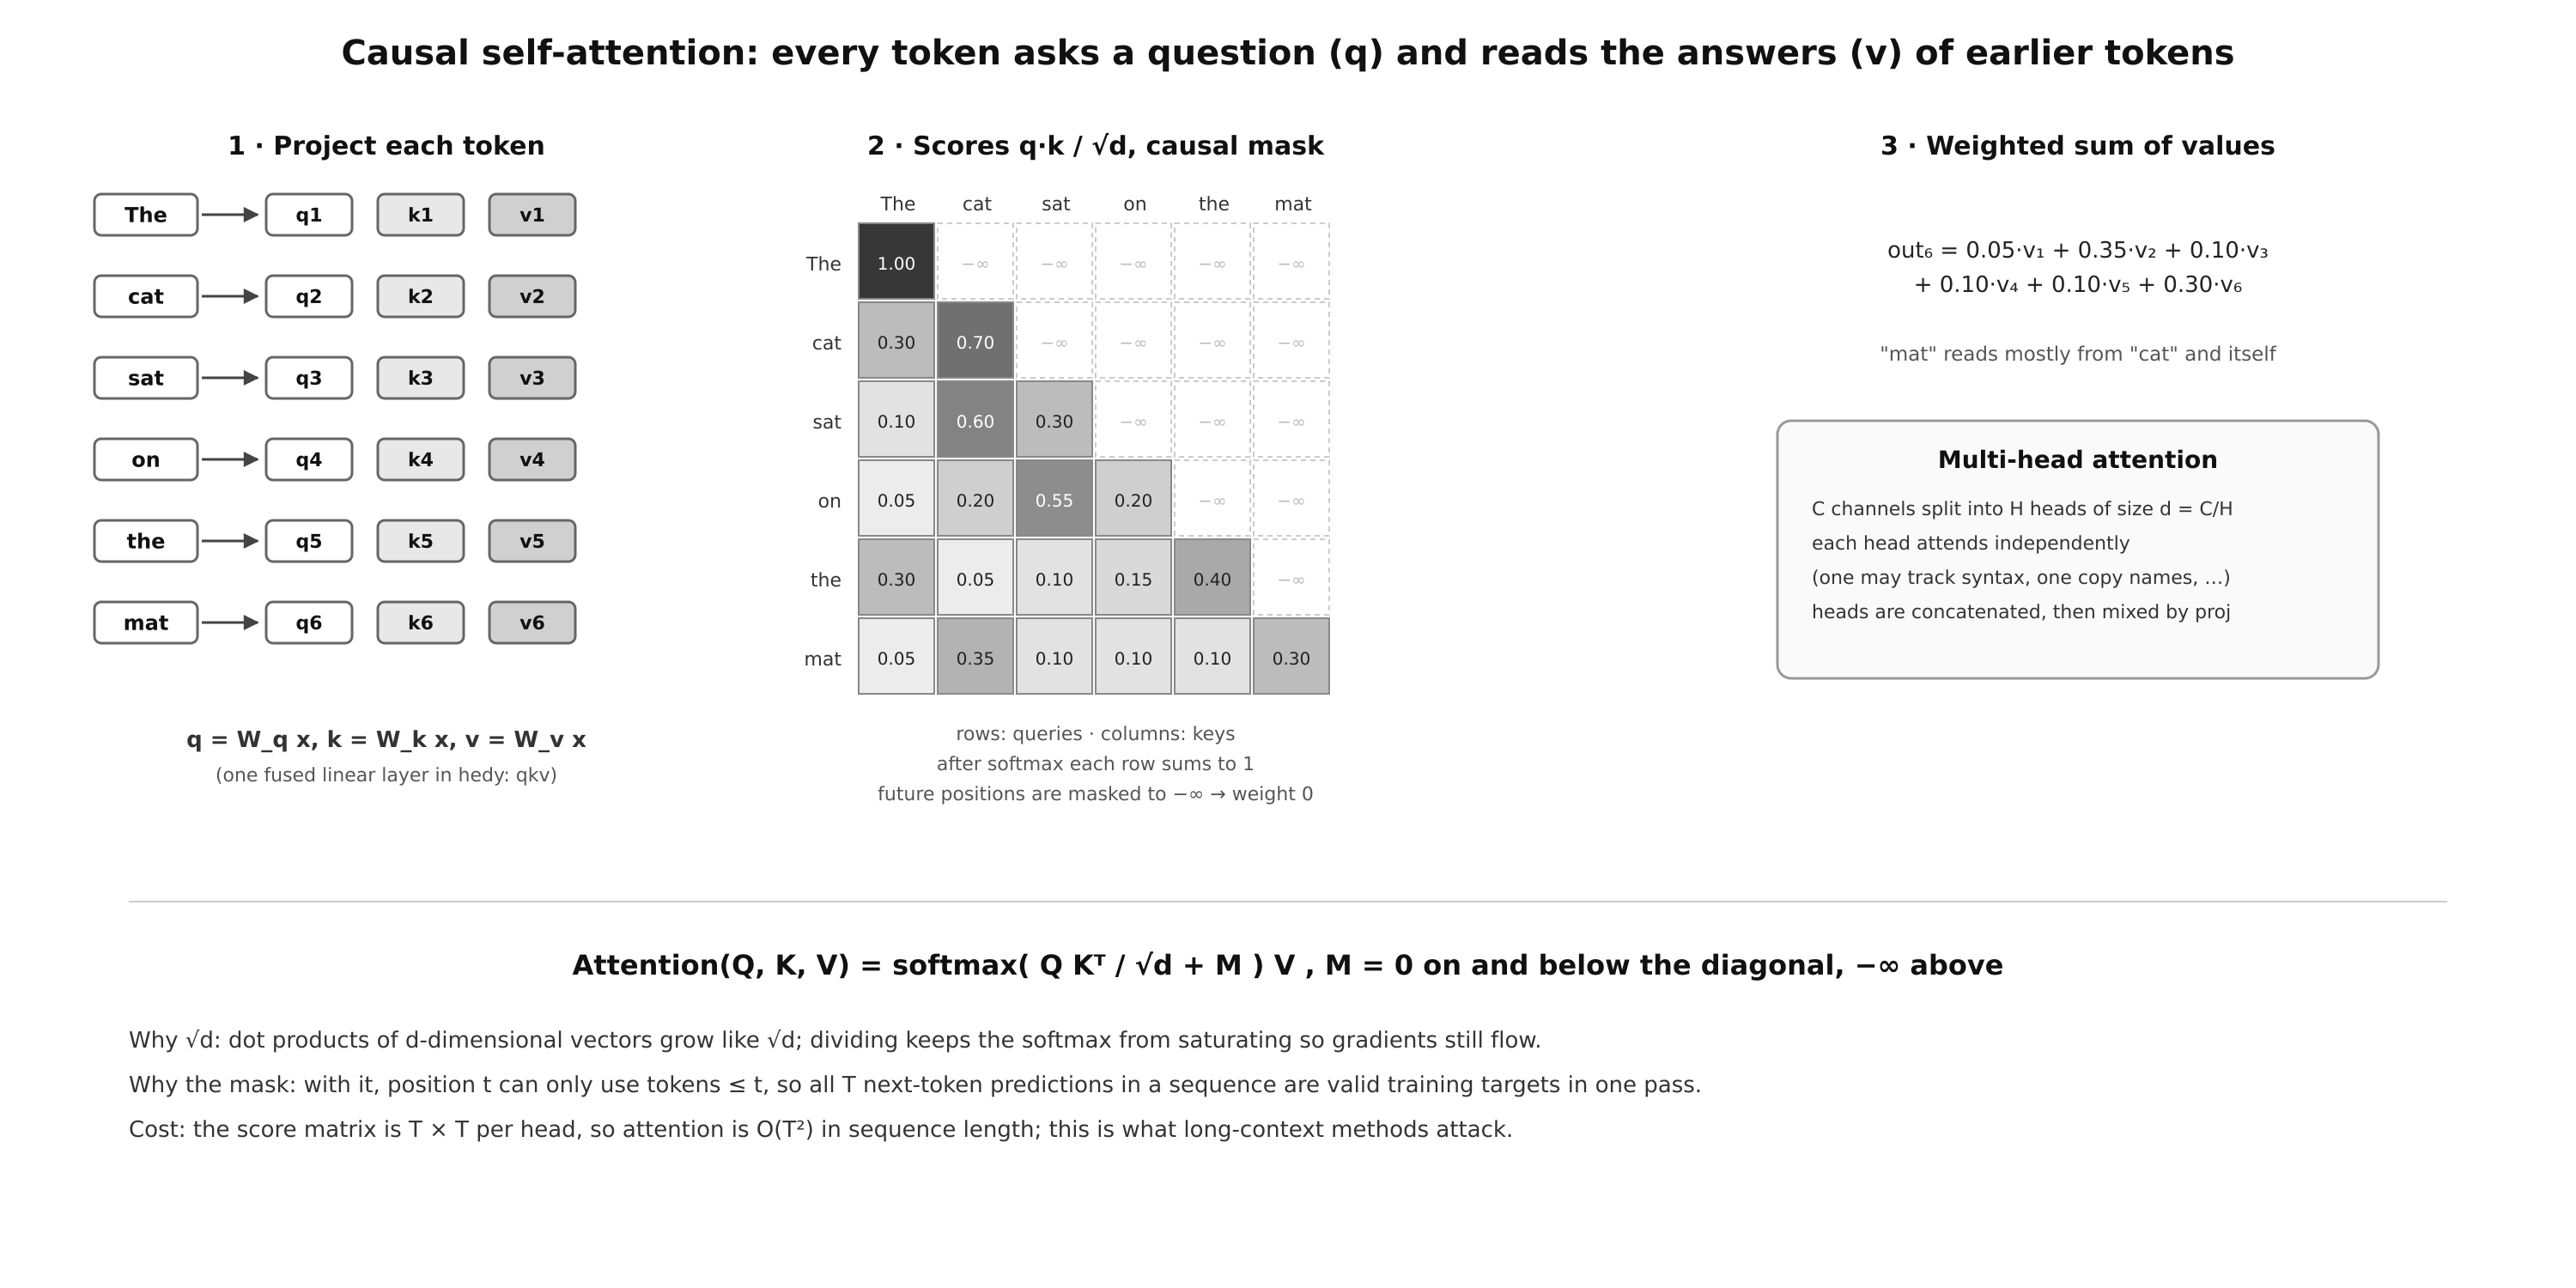 Causal self-attention: every token asks a question (q) and reads the answers (v) of earlier tokens
1 · Project each token
The q1 k1 v1
cat q2 k2 v2
sat q3 k3 v3
on q4 k4 v4
the q5 k5 v5
mat q6 k6 v6
q = W_q x, k = W_k x, v = W_v x
(one fused linear layer in hedy: qkv)
2 · Scores q·k / √d, causal mask
The cat sat on the mat
The 1.00 −∞ −∞ −∞ −∞ −∞
cat 0.30 0.70 −∞ −∞ −∞ −∞
sat 0.10 0.60 0.30 −∞ −∞ −∞
on 0.05 0.20 0.55 0.20 −∞ −∞
the 0.30 0.05 0.10 0.15 0.40 −∞
mat 0.05 0.35 0.10 0.10 0.10 0.30
rows: queries · columns: keys
after softmax each row sums to 1
future positions are masked to −∞ → weight 0
3 · Weighted sum of values
out₆ = 0.05·v₁ + 0.35·v₂ + 0.10·v₃
+ 0.10·v₄ + 0.10·v₅ + 0.30·v₆
"mat" reads mostly from "cat" and itself
Multi-head attention
C channels split into H heads of size d = C/H
each head attends independently
(one may track syntax, one copy names, …)
heads are concatenated, then mixed by proj
Attention(Q, K, V) = softmax( Q Kᵀ / √d + M ) V , M = 0 on and below the diagonal, −∞ above
Why √d: dot products of d-dimensional vectors grow like √d; dividing keeps the softmax from saturating so gradients still flow.
Why the mask: with it, position t can only use tokens ≤ t, so all T next-token predictions in a sequence are valid training targets in one pass.
Cost: the score matrix is T × T per head, so attention is O(T²) in sequence length; this is what long-context methods attack.